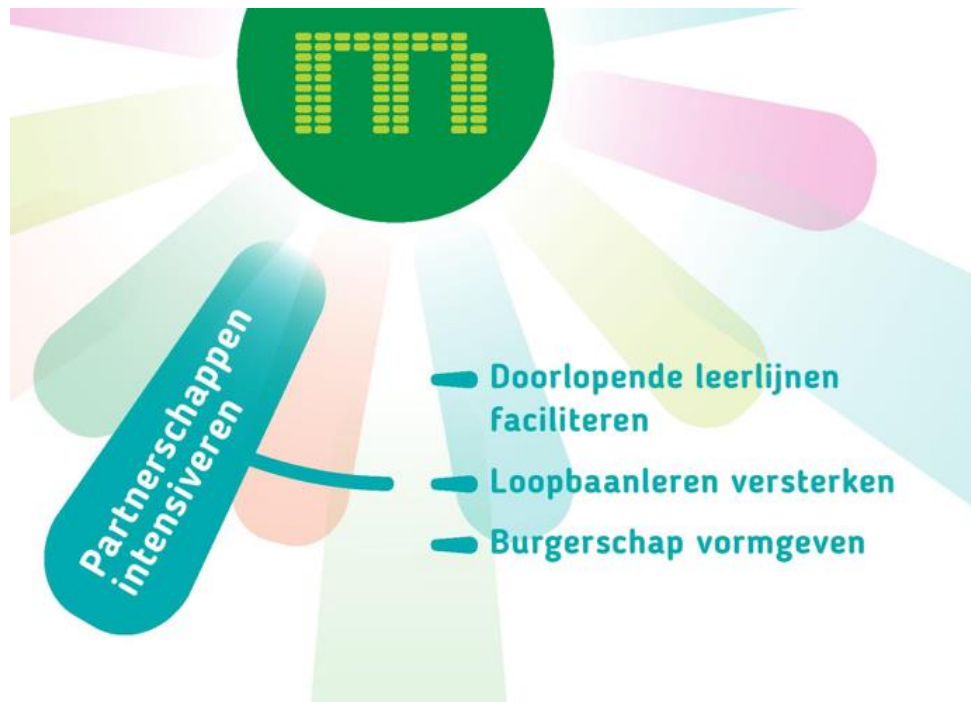 m
Partnerschappen
intensiveren
Doorlopende leerlijnen
faciliteren
Loopbaanleren versterken
Burgerschap vormgeven